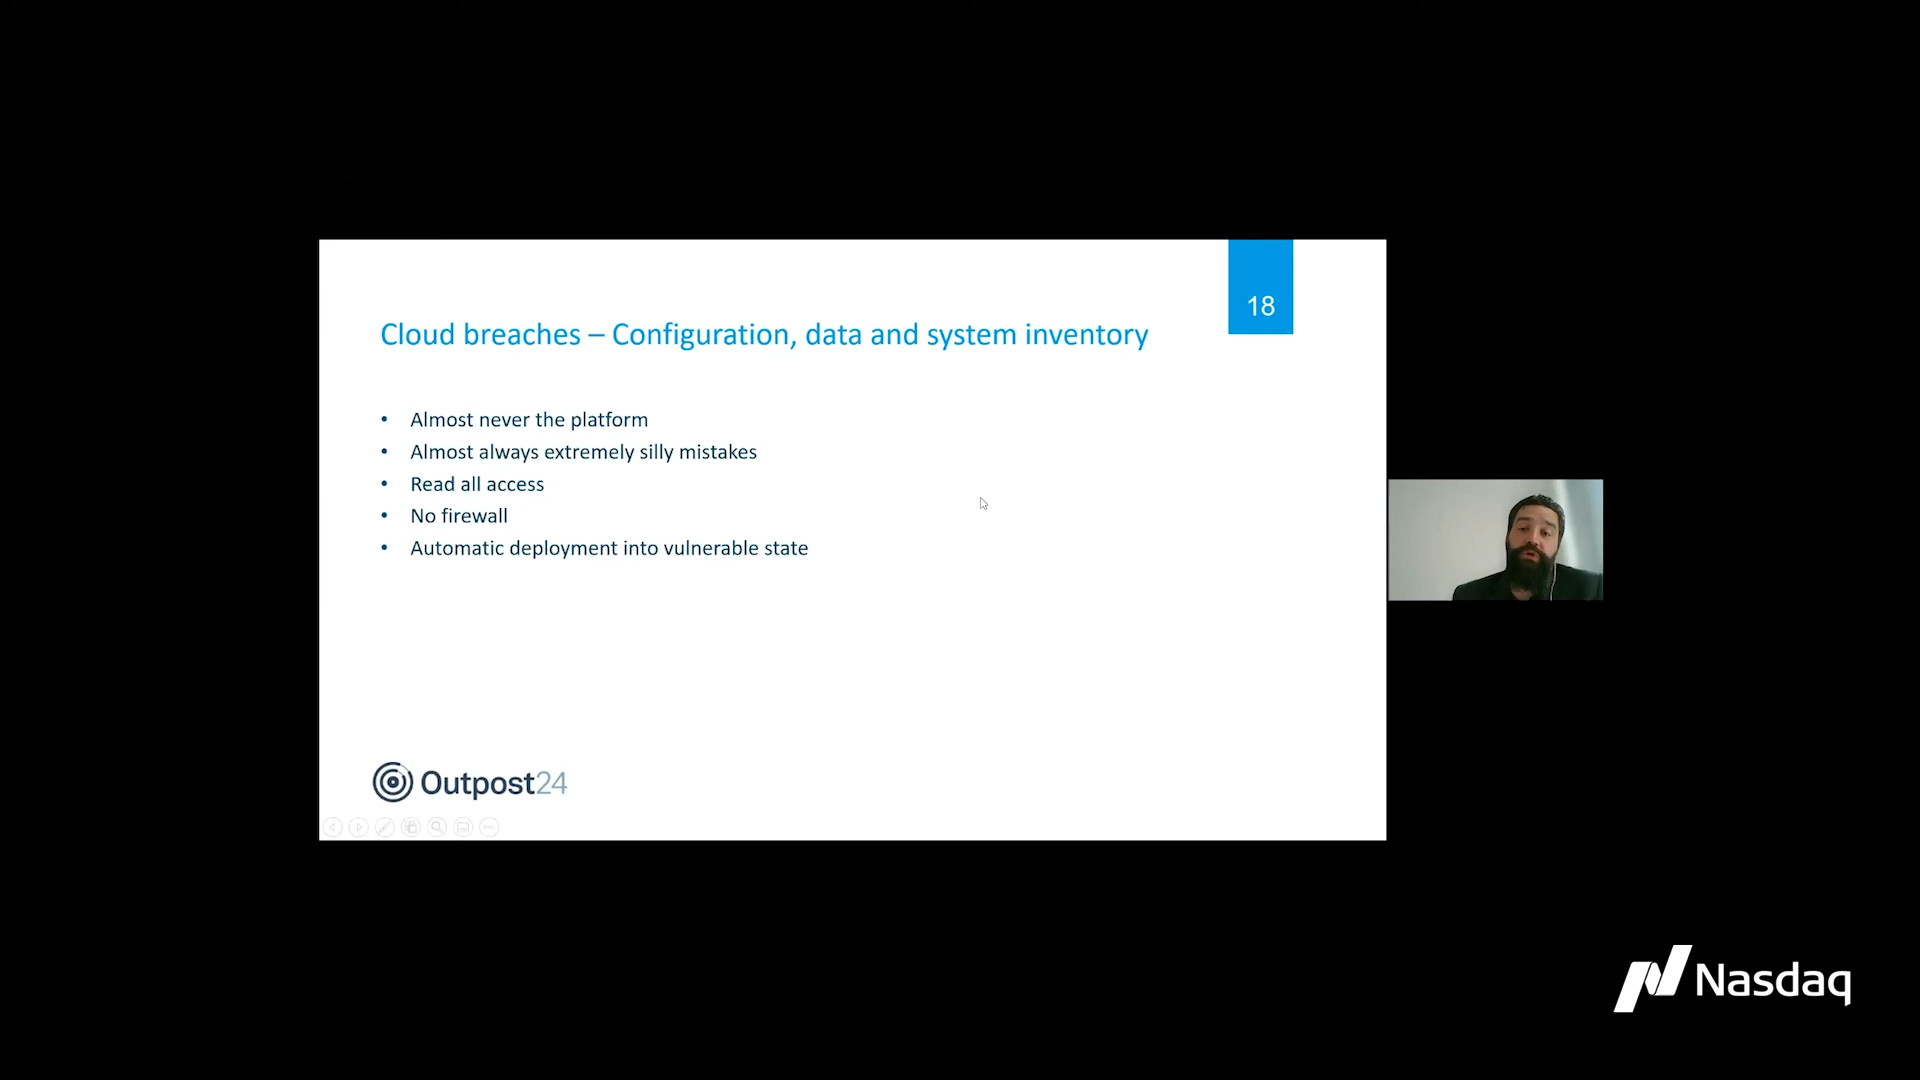 18
Cloud breaches – Configuration, data and system inventory
• Almost never the platform
• Almost always extremely silly mistakes
• Read all access
• No firewall
• Automatic deployment into vulnerable state
Outpost24
Nasdaq